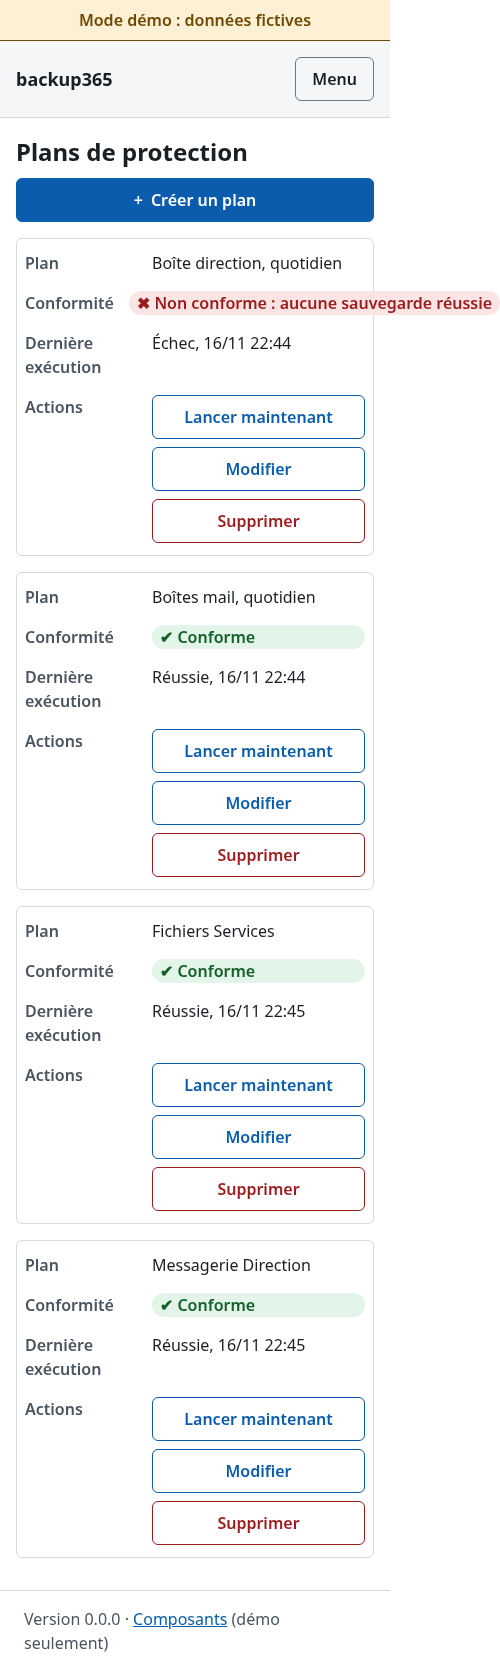 Mode démo : données fictives
backup365
Menu
Plans de protection
+ Créer un plan
Plan Boîte direction, quotidien
Conformité ✖ Non conforme : aucune sauvegarde réussie
Dernière exécution Échec, 16/11 22:44
Actions Lancer maintenant
Modifier
Supprimer
Plan Boîtes mail, quotidien
Conformité ✔ Conforme
Dernière exécution Réussie, 16/11 22:44
Actions Lancer maintenant
Modifier
Supprimer
Plan Fichiers Services
Conformité ✔ Conforme
Dernière exécution Réussie, 16/11 22:45
Actions Lancer maintenant
Modifier
Supprimer
Plan Messagerie Direction
Conformité ✔ Conforme
Dernière exécution Réussie, 16/11 22:45
Actions Lancer maintenant
Modifier
Supprimer
Version 0.0.0 · Composants (démo
seulement)